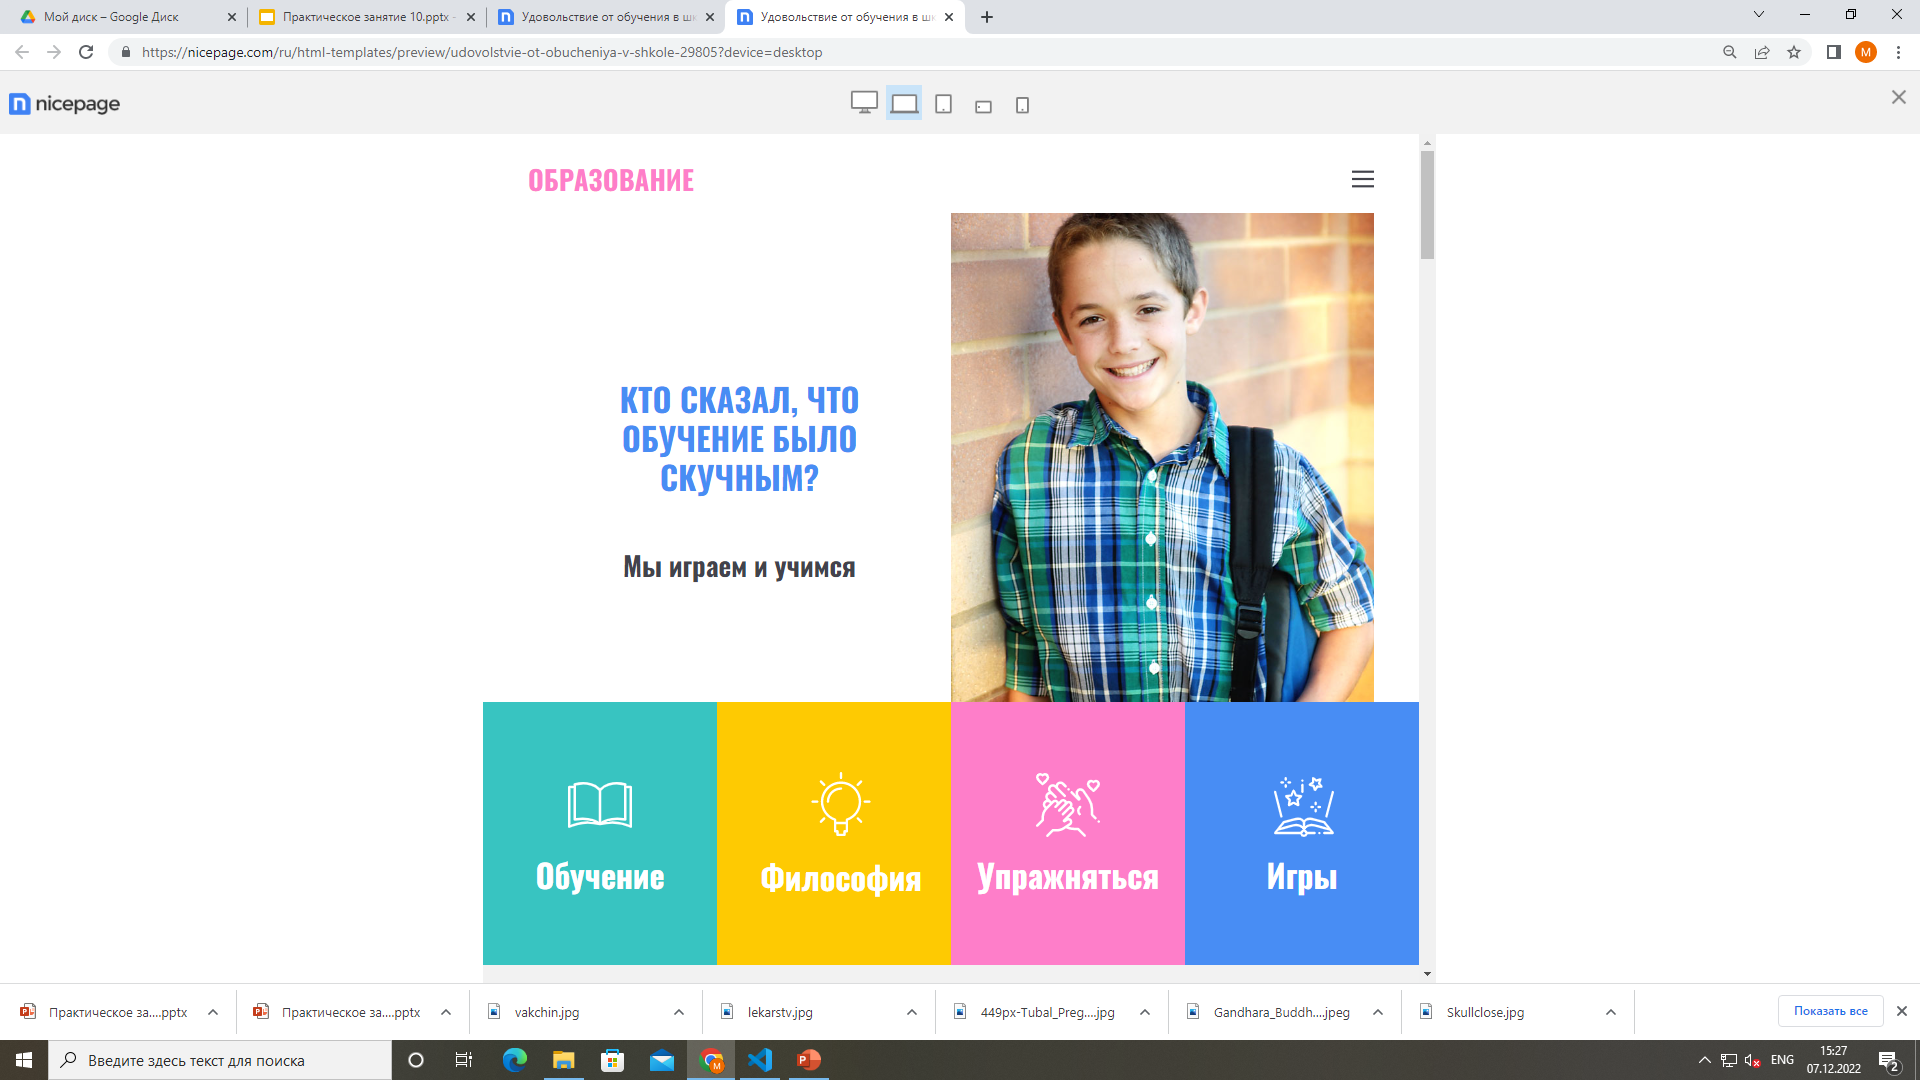 Мой диск – Google Диск
Практическое занятие 10.pptx -
Удовольствие от обучения в шк
Удовольствие от обучения в шк
https://nicepage.com/ru/html-templates/preview/udovolstvie-ot-obucheniya-v-shkole-29805?device=desktop
M
nicepage
ОБРАЗОВАНИЕ
КТО СКАЗАЛ, ЧТО
ОБУЧЕНИЕ БЫЛО
СКУЧНЫМ?
Мы играем и учимся
Обучение
Философия
Упражняться
Игры
Практическое за....pptx
Практическое за....pptx
vakchin.jpg
lekarstv.jpg
449px-Tubal_Preg....jpg
Gandhara_Buddh....jpeg
Skullclose.jpg
Показать все
Введите здесь текст для поиска
ENG
15:27
07.12.2022
2